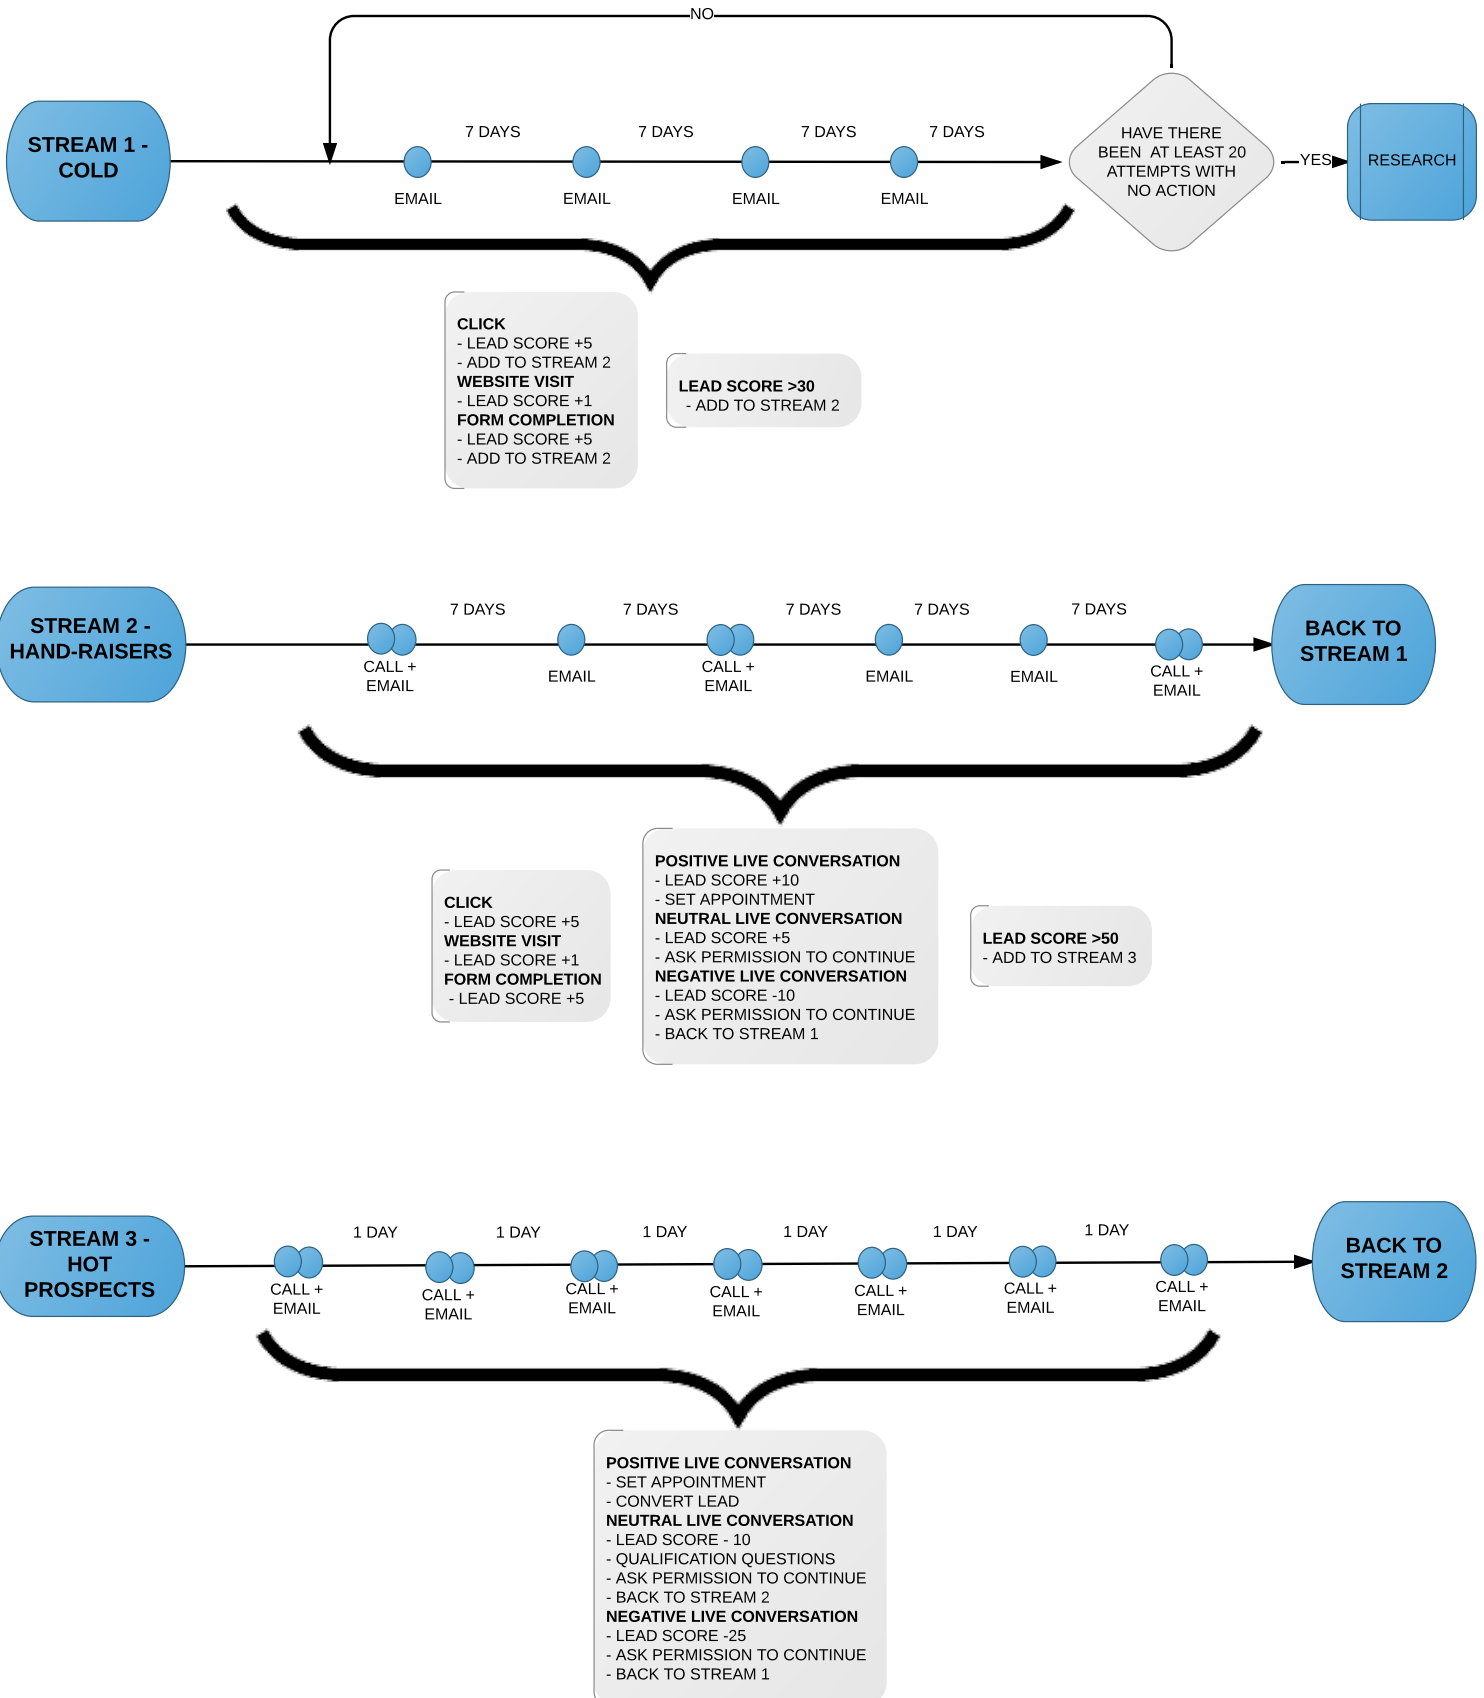 NO
STREAM 1 -
COLD
7 DAYS
7 DAYS
7 DAYS
7 DAYS
EMAIL
EMAIL
EMAIL
EMAIL
HAVE THERE
BEEN AT LEAST 20
ATTEMPTS WITH
NO ACTION
YES
RESEARCH
CLICK
- LEAD SCORE +5
- ADD TO STREAM 2
WEBSITE VISIT
- LEAD SCORE +1
FORM COMPLETION
- LEAD SCORE +5
- ADD TO STREAM 2
LEAD SCORE >30
- ADD TO STREAM 2
STREAM 2 -
HAND-RAISERS
7 DAYS
7 DAYS
7 DAYS
7 DAYS
7 DAYS
CALL +
EMAIL
EMAIL
CALL +
EMAIL
EMAIL
EMAIL
CALL +
EMAIL
BACK TO
STREAM 1
CLICK
- LEAD SCORE +5
WEBSITE VISIT
- LEAD SCORE +1
FORM COMPLETION
- LEAD SCORE +5
POSITIVE LIVE CONVERSATION
- LEAD SCORE +10
- SET APPOINTMENT
NEUTRAL LIVE CONVERSATION
- LEAD SCORE +5
- ASK PERMISSION TO CONTINUE
NEGATIVE LIVE CONVERSATION
- LEAD SCORE -10
- ASK PERMISSION TO CONTINUE
- BACK TO STREAM 1
LEAD SCORE >50
- ADD TO STREAM 3
STREAM 3 -
HOT
PROSPECTS
1 DAY
1 DAY
1 DAY
1 DAY
1 DAY
1 DAY
CALL +
EMAIL
CALL +
EMAIL
CALL +
EMAIL
CALL +
EMAIL
CALL +
EMAIL
CALL +
EMAIL
CALL +
EMAIL
BACK TO
STREAM 2
POSITIVE LIVE CONVERSATION
- SET APPOINTMENT
- CONVERT LEAD
NEUTRAL LIVE CONVERSATION
- LEAD SCORE - 10
- QUALIFICATION QUESTIONS
- ASK PERMISSION TO CONTINUE
- BACK TO STREAM 2
NEGATIVE LIVE CONVERSATION
- LEAD SCORE -25
- ASK PERMISSION TO CONTINUE
- BACK TO STREAM 1